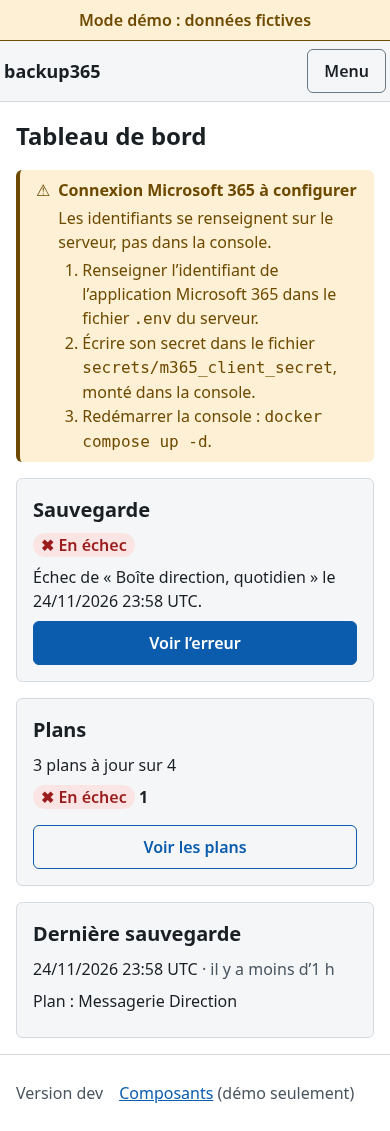 Mode démo : données fictives
backup365
Menu
Tableau de bord
⚠ Connexion Microsoft 365 à configurer
Les identifiants se renseignent sur le
serveur, pas dans la console.
1. Renseigner l’identifiant de
l’application Microsoft 365 dans le
fichier .env du serveur.
2. Écrire son secret dans le fichier
secrets/m365_client_secret,
monté dans la console.
3. Redémarrer la console : docker
compose up -d.
Sauvegarde
✖ En échec
Échec de « Boîte direction, quotidien » le
24/11/2026 23:58 UTC.
Voir l’erreur
Plans
3 plans à jour sur 4
✖ En échec 1
Voir les plans
Dernière sauvegarde
24/11/2026 23:58 UTC · il y a moins d’1 h
Plan : Messagerie Direction
Version dev Composants (démo seulement)